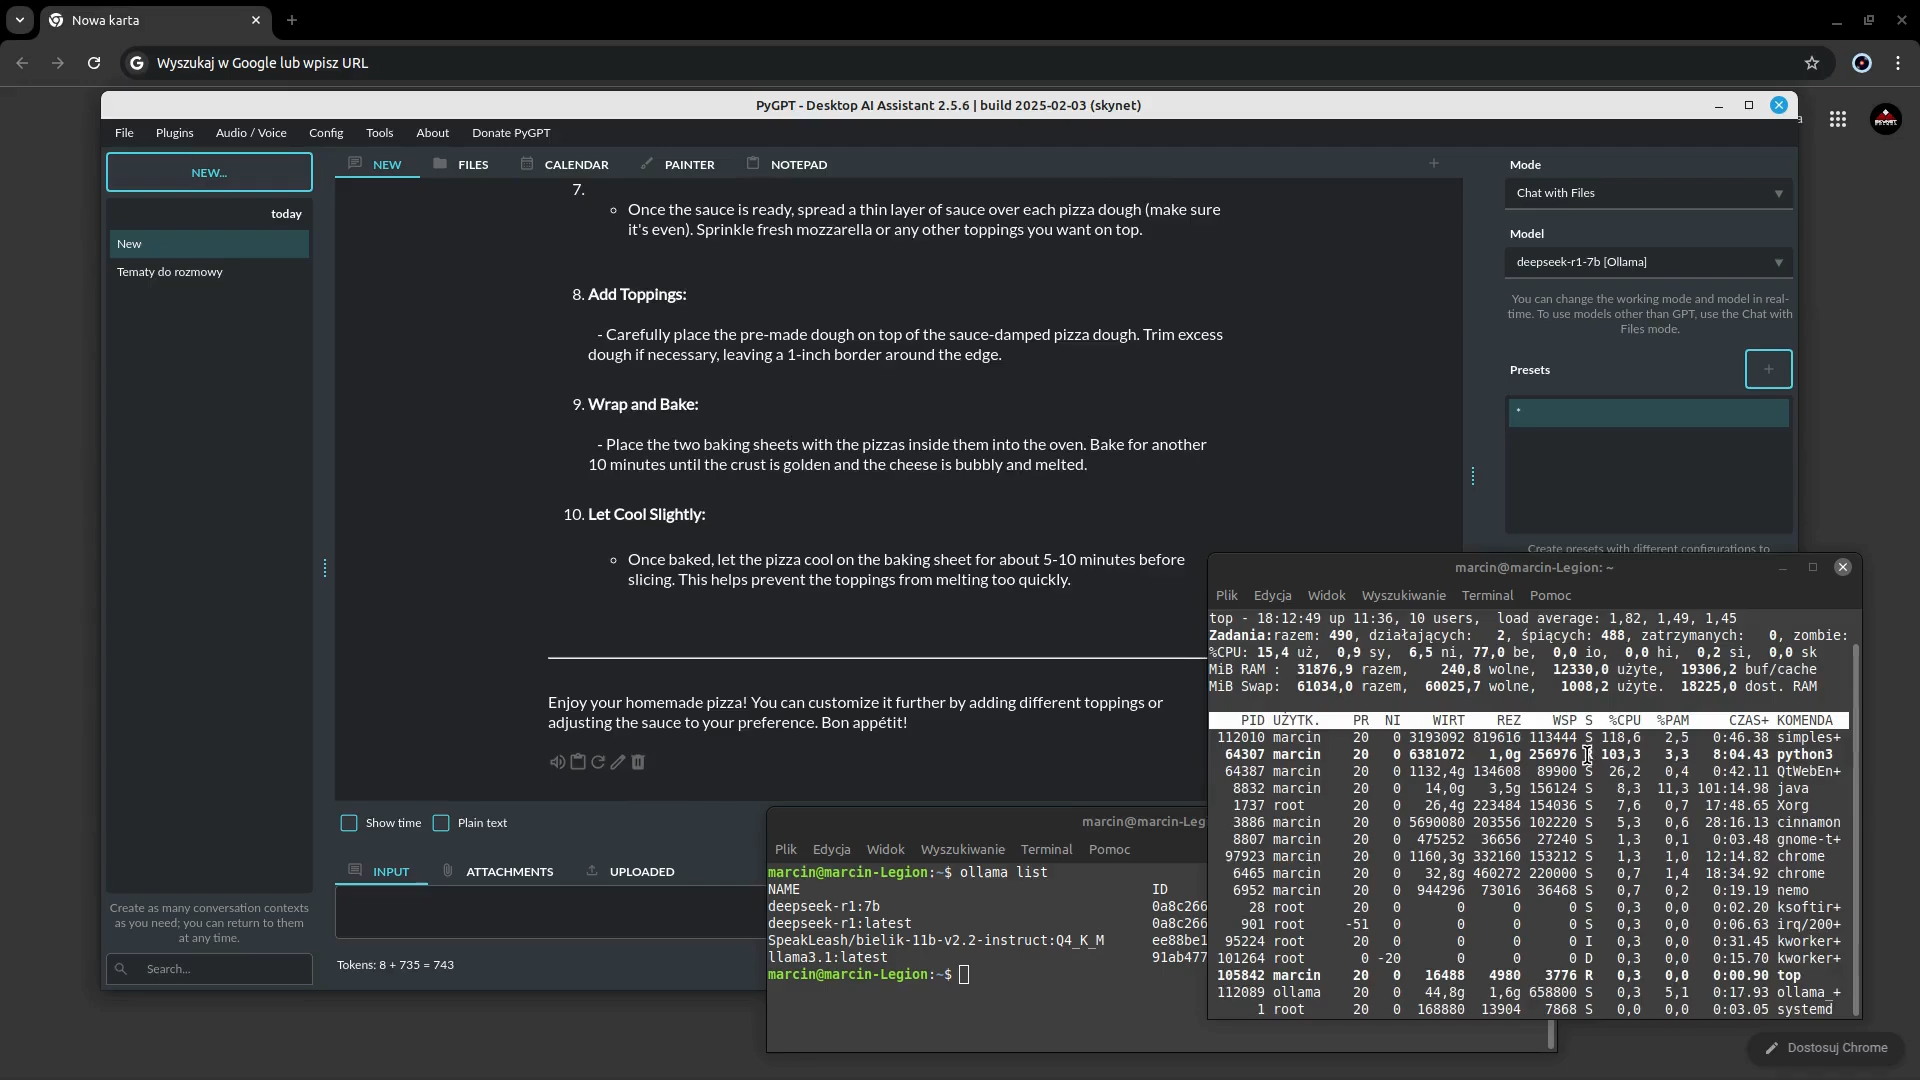 Nowa karta
Wyszukaj w Google lub wpisz URL
PyGPT - Desktop AI Assistant 2.5.6 | build 2025-02-03 (skynet)
File Plugins Audio / Voice Config Tools About Donate PyGPT
NEW...
today
New
Tematy do rozmowy
Create as many conversation contexts
as you need; you can return to them
at any time.
Search...
NEW FILES CALENDAR PAINTER NOTEPAD
7.
Once the sauce is ready, spread a thin layer of sauce over each pizza dough (make sure
it's even). Sprinkle fresh mozzarella or any other toppings you want on top.
8. Add Toppings:
- Carefully place the pre-made dough on top of the sauce-damped pizza dough. Trim excess
dough if necessary, leaving a 1-inch border around the edge.
9. Wrap and Bake:
- Place the two baking sheets with the pizzas inside them into the oven. Bake for another
10 minutes until the crust is golden and the cheese is bubbly and melted.
10. Let Cool Slightly:
Once baked, let the pizza cool on the baking sheet for about 5-10 minutes before
slicing. This helps prevent the toppings from melting too quickly.
Enjoy your homemade pizza! You can customize it further by adding different toppings or
adjusting the sauce to your preference. Bon appétit!
Show time Plain text
INPUT ATTACHMENTS UPLOADED
Tokens: 8 + 735 = 743
Mode
Chat with Files
Model
deepseek-r1-7b [Ollama]
You can change the working mode and model in real-
time. To use models other than GPT, use the Chat with
Files mode.
Presets
*
Create presets with different configurations to
marcin@marcin-Leg
Plik Edycja Widok Wyszukiwanie Terminal Pomoc
marcin@marcin-Legion:~$ ollama list
NAME ID
deepseek-r1:7b 0a8c266
deepseek-r1:latest 0a8c266
SpeakLeash/bielik-11b-v2.2-instruct:Q4_K_M ee88be1
llama3.1:latest 91ab477
marcin@marcin-Legion:~$
marcin@marcin-Legion: ~
Plik Edycja Widok Wyszukiwanie Terminal Pomoc
top - 18:12:49 up 11:36, 10 users, load average: 1,82, 1,49, 1,45
Zadania:razem: 490, działających: 2, śpiących: 488, zatrzymanych: 0, zombie:
%CPU: 15,4 uż, 0,9 sy, 6,5 ni, 77,0 be, 0,0 io, 0,0 hi, 0,2 si, 0,0 sk
MiB RAM : 31876,9 razem, 240,8 wolne, 12330,0 użyte, 19306,2 buf/cache
MiB Swap: 61034,0 razem, 60025,7 wolne, 1008,2 użyte. 18225,0 dost. RAM
PID UŻYTK. PR NI WIRT REZ WSP S %CPU %PAM CZAS+ KOMENDA
112010 marcin 20 0 3193092 819616 113444 S 118,6 2,5 0:46.38 simples+
64307 marcin 20 0 6381072 1,0g 256976 R 103,3 3,3 8:04.43 python3
64387 marcin 20 0 1132,4g 134608 89900 S 26,2 0,4 0:42.11 QtWebEn+
8832 marcin 20 0 14,0g 3,5g 156124 S 8,3 11,3 101:14.98 java
1737 root 20 0 26,4g 223484 154036 S 7,6 0,7 17:48.65 Xorg
3886 marcin 20 0 5690080 203556 102220 S 5,3 0,6 28:16.13 cinnamon
8807 marcin 20 0 475252 36656 27240 S 1,3 0,1 0:03.48 gnome-t+
97923 marcin 20 0 1160,3g 332160 153212 S 1,3 1,0 12:14.82 chrome
6465 marcin 20 0 32,8g 460272 220000 S 0,7 1,4 18:34.92 chrome
6952 marcin 20 0 944296 73016 36468 S 0,7 0,2 0:19.19 nemo
28 root 20 0 0 0 0 S 0,3 0,0 0:02.20 ksoftir+
901 root -51 0 0 0 0 S 0,3 0,0 0:06.63 irq/200+
95224 root 20 0 0 0 0 I 0,3 0,0 0:31.45 kworker+
101264 root 0 -20 0 0 0 D 0,3 0,0 0:15.70 kworker+
105842 marcin 20 0 16488 4980 3776 R 0,3 0,0 0:00.90 top
112089 ollama 20 0 44,8g 1,6g 658800 S 0,3 5,1 0:17.93 ollama_+
1 root 20 0 168880 13904 7868 S 0,0 0,0 0:03.05 systemd
Dostosuj Chrome